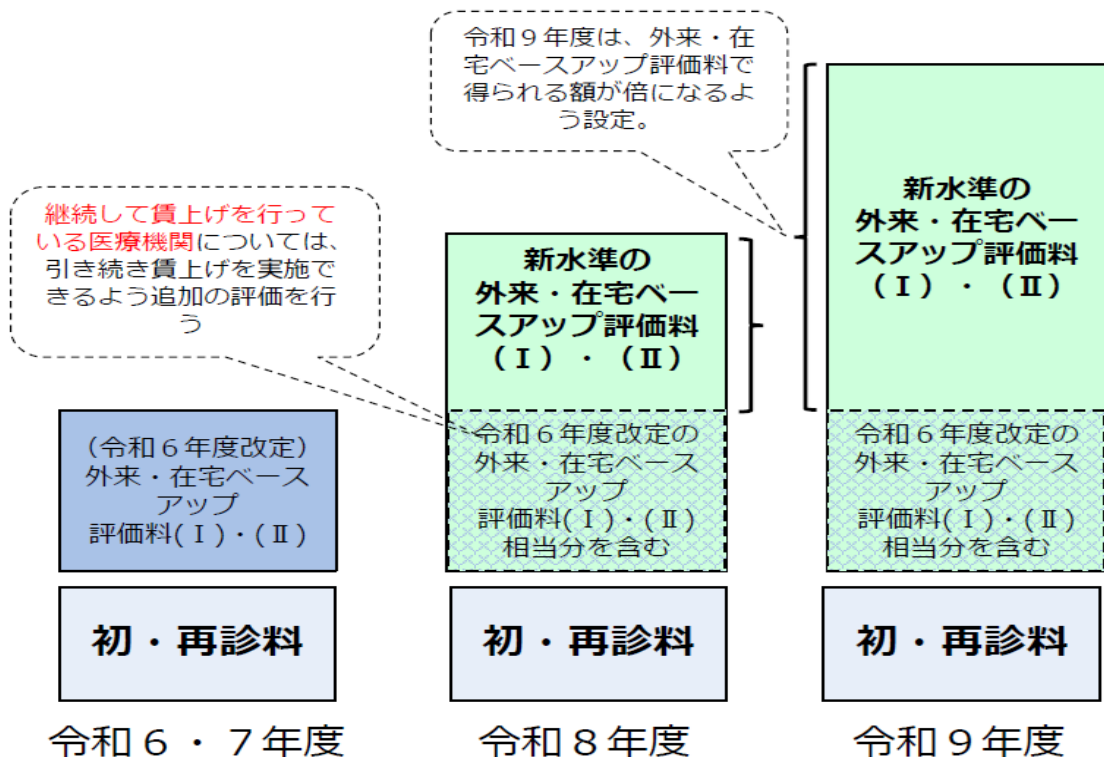 令和９年度は、外来・在
宅ベースアップ評価料で
得られる額が倍になるよ
う設定。
継続して賃上げを行って
いる医療機関については、
引き続き賃上げを実施で
きるよう追加の評価を行
う
（令和６年度改定）
外来・在宅ベース
アップ
評価料(Ⅰ)・(Ⅱ)
初・再診料
令和６・７年度
新水準の
外来・在宅ベー
スアップ評価料
（Ⅰ）・（Ⅱ）
令和６年度改定の
外来・在宅ベース
アップ
評価料(Ⅰ)・(Ⅱ)
相当分を含む
初・再診料
令和８年度
新水準の
外来・在宅ベー
スアップ評価料
（Ⅰ）・（Ⅱ）
令和６年度改定の
外来・在宅ベース
アップ
評価料(Ⅰ)・(Ⅱ)
相当分を含む
初・再診料
令和９年度